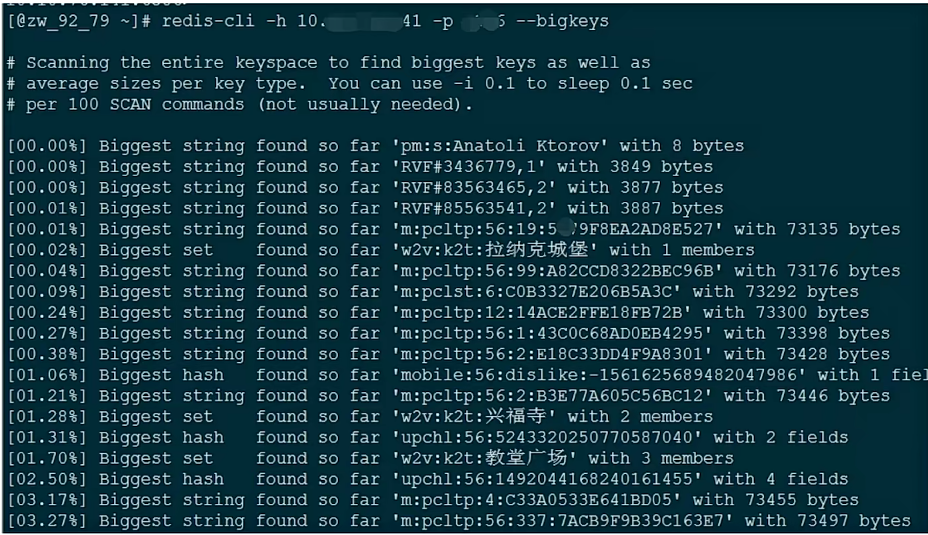 [@zw_92_79 ~]# redis-cli -h 10. 41 -p 6 --bigkeys
# Scanning the entire keyspace to find biggest keys as well as
# average sizes per key type.  You can use -i 0.1 to sleep 0.1 sec
# per 100 SCAN commands (not usually needed).
[00.00%] Biggest string found so far 'pm:s:Anatoli Ktorov' with 8 bytes
[00.00%] Biggest string found so far 'RVF#3436779,1' with 3849 bytes
[00.00%] Biggest string found so far 'RVF#83563465,2' with 3877 bytes
[00.01%] Biggest string found so far 'RVF#85563541,2' with 3887 bytes
[00.01%] Biggest string found so far 'm:pcltp:56:19:5 79F8EA2AD8E527' with 73135 bytes
[00.02%] Biggest set    found so far 'w2v:k2t:拉纳克城堡' with 1 members
[00.04%] Biggest string found so far 'm:pcltp:56:99:A82CCD8322BEC96B' with 73176 bytes
[00.09%] Biggest string found so far 'm:pclst:6:C0B3327E206B5A3C' with 73292 bytes
[00.24%] Biggest string found so far 'm:pcltp:12:14ACE2FFE18FB72B' with 73300 bytes
[00.27%] Biggest string found so far 'm:pcltp:56:1:43C0C68AD0EB4295' with 73398 bytes
[00.38%] Biggest string found so far 'm:pcltp:56:2:E18C33DD4F9A8301' with 73428 bytes
[01.06%] Biggest hash   found so far 'mobile:56:dislike:-1561625689482047986' with 1 fiel
[01.21%] Biggest string found so far 'm:pcltp:56:2:B3E77A605C56BC12' with 73446 bytes
[01.28%] Biggest set    found so far 'w2v:k2t:兴福寺' with 2 members
[01.31%] Biggest hash   found so far 'upchl:56:5243320250770587040' with 2 fields
[01.70%] Biggest set    found so far 'w2v:k2t:教堂广场' with 3 members
[02.50%] Biggest hash   found so far 'upchl:56:1492044168240161455' with 4 fields
[03.17%] Biggest string found so far 'm:pcltp:4:C33A0533E641BD05' with 73455 bytes
[03.27%] Biggest string found so far 'm:pcltp:56:337:7ACB9F9B39C163E7' with 73497 bytes